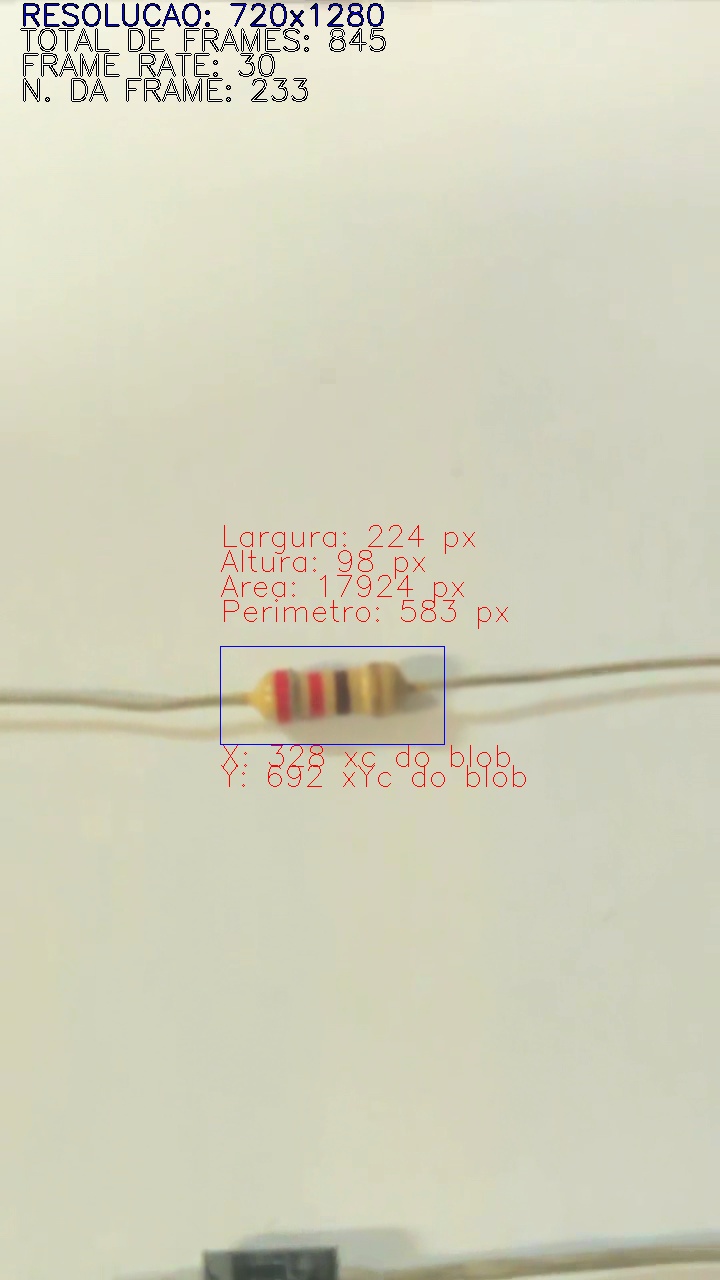 RESOLUCAO: 720x1280
TOTAL DE FRAMES: 845
FRAME RATE: 30
N. DA FRAME: 233
Largura: 224 px
Altura: 98 px
Area: 17924 px
Perimetro: 583 px
X: 328 xc do blob
Y: 692 xYc do blob